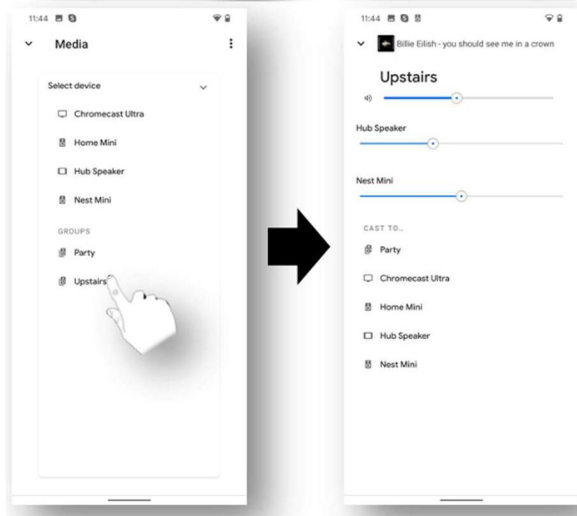 11:44
Media
Select device
Chromecast Ultra
Home Mini
Hub Speaker
Nest Mini
GROUPS
Party
Upstairs
11:44
Billie Eilish - you should see me in a crown
Upstairs
Hub Speaker
Nest Mini
CAST TO...
Party
Chromecast Ultra
Home Mini
Hub Speaker
Nest Mini